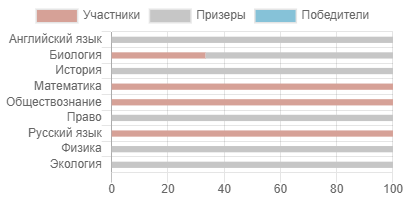 Участники Призеры Победители
Английский язык
Биология
История
Математика
Обществознание
Право
Русский язык
Физика
Экология
0 20 40 60 80 100